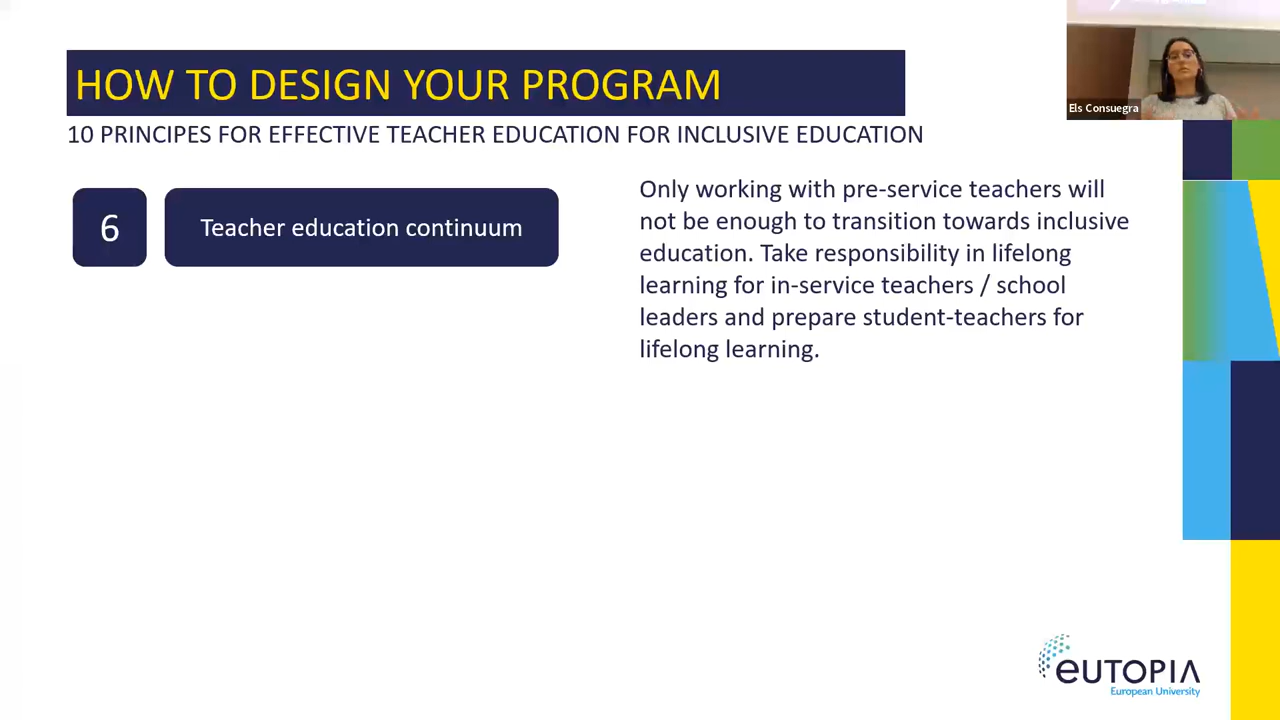 HOW TO DESIGN YOUR PROGRAM
10 PRINCIPES FOR EFFECTIVE TEACHER EDUCATION FOR INCLUSIVE EDUCATION
6
Teacher education continuum
Only working with pre-service teachers will
not be enough to transition towards inclusive
education. Take responsibility in lifelong
learning for in-service teachers / school
leaders and prepare student-teachers for
lifelong learning.
Els Consuegra
eUTOPIA
European University